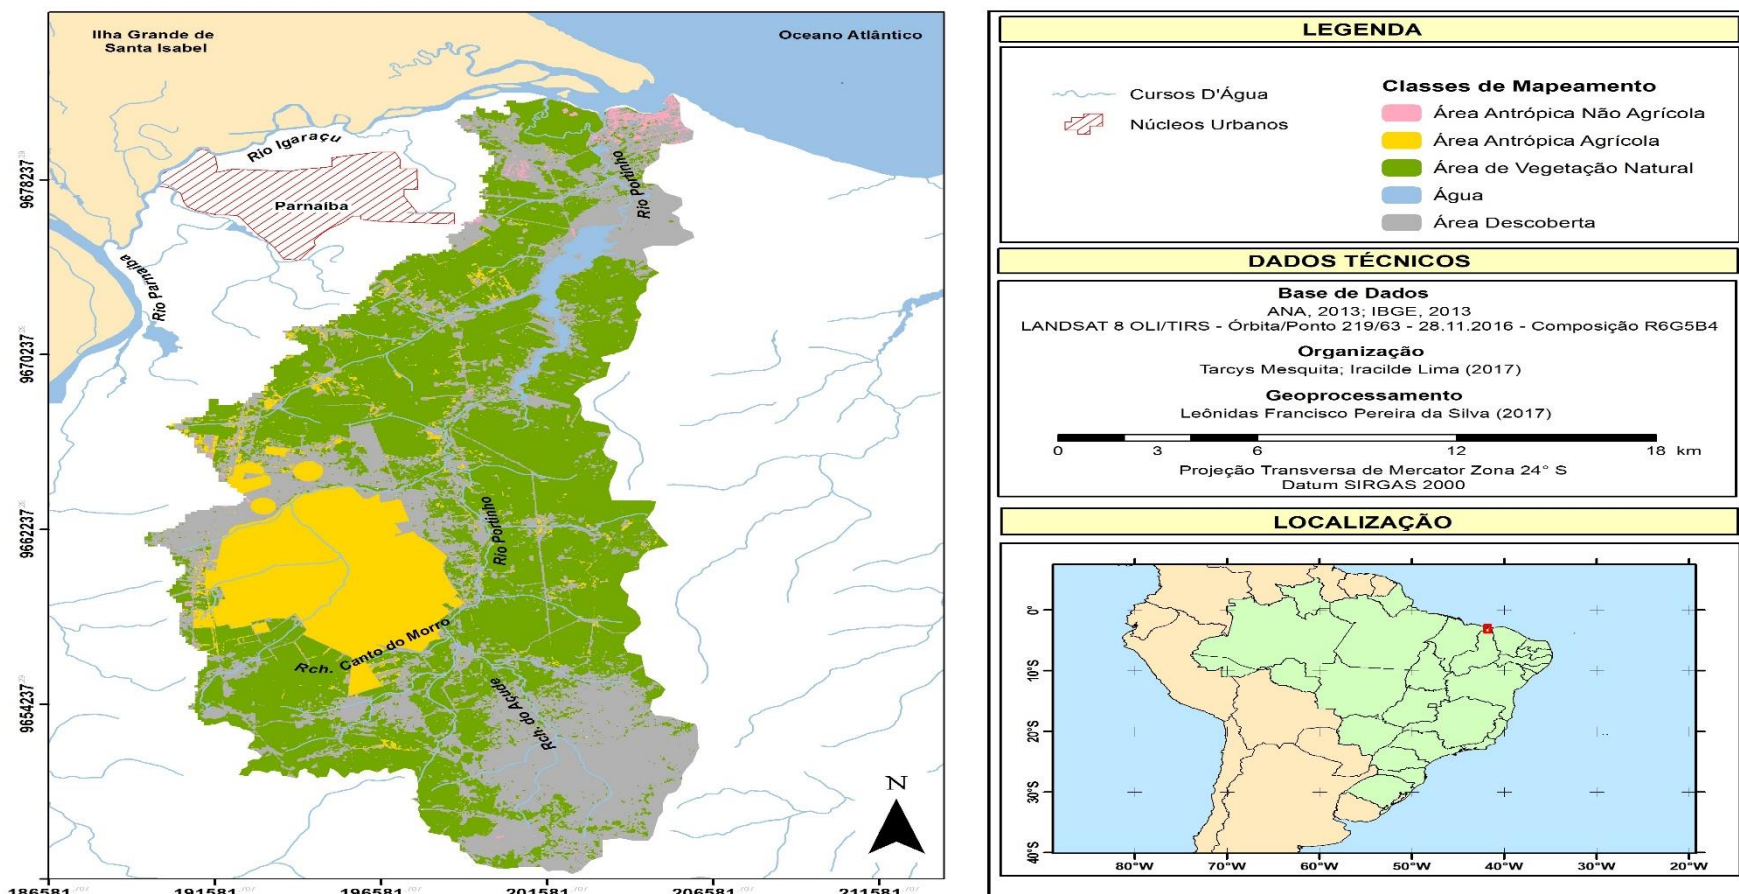 Ilha Grande de
Santa Isabel
Oceano Atlântico
Rio Igaraçu
Parnaíba
Rio Parnaíba
Rio Portinho
Rio Portinho
Rch. Canto do Morro
Rch. do Açude
N
9678237
9670237
9662237
9654237
186581
191581
196581
201581
206581
211581
LEGENDA
Cursos D'Água
Núcleos Urbanos
Classes de Mapeamento
Área Antrópica Não Agrícola
Área Antrópica Agrícola
Área de Vegetação Natural
Água
Área Descoberta
DADOS TÉCNICOS
Base de Dados
ANA, 2013; IBGE, 2013
LANDSAT 8 OLI/TIRS - Órbita/Ponto 219/63 - 28.11.2016 - Composição R6G5B4
Organização
Tarcys Mesquita; Iracilde Lima (2017)
Geoprocessamento
Leônidas Francisco Pereira da Silva (2017)
0 3 6 12 18 km
Projeção Transversa de Mercator Zona 24° S
Datum SIRGAS 2000
LOCALIZAÇÃO
0°
10°S
20°S
30°S
40°S
80°W 70°W 60°W 50°W 40°W 30°W 20°W